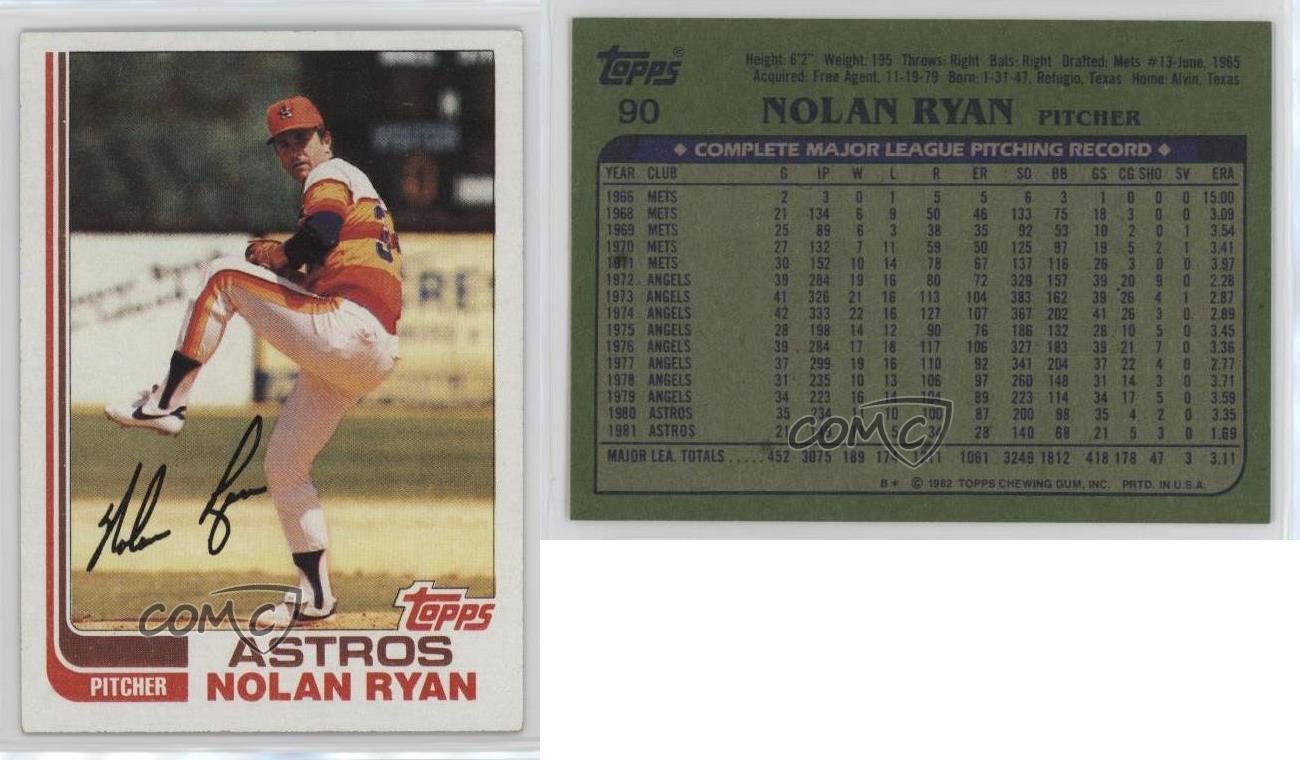 RE
Nolan Ryan
COMC
Topps
ASTROS
PITCHER
NOLAN RYAN
Topps®
Height: 6'2" Weight: 195 Throws: Right Bats: Right Drafted: Mets #13-June, 1965
Acquired: Free Agent, 11-19-79 Born: 1-31-47, Refugio, Texas Home: Alvin, Texas
90 NOLAN RYAN PITCHER
◆ COMPLETE MAJOR LEAGUE PITCHING RECORD ◆
YEAR CLUB G IP W L R ER SO BB GS CG SHO SV ERA
1966 METS 2 3 0 1 5 5 6 3 1 0 0 0 15.00
1968 METS 21 134 6 9 50 46 133 75 18 3 0 0 3.09
1969 METS 25 89 6 3 38 35 92 53 10 2 0 1 3.54
1970 METS 27 132 7 11 59 50 125 97 19 5 2 1 3.41
1971 METS 30 152 10 14 78 67 137 116 26 3 0 0 3.97
1972 ANGELS 39 284 19 16 80 72 329 157 39 20 9 0 2.28
1973 ANGELS 41 326 21 16 113 104 383 162 39 26 4 1 2.87
1974 ANGELS 42 333 22 16 127 107 367 202 41 26 3 0 2.89
1975 ANGELS 28 198 14 12 90 76 186 132 28 10 5 0 3.45
1976 ANGELS 39 284 17 18 117 106 327 183 39 21 7 0 3.36
1977 ANGELS 37 299 19 16 110 92 341 204 37 22 4 0 2.77
1978 ANGELS 31 235 10 13 106 97 260 148 31 14 3 0 3.71
1979 ANGELS 34 223 16 14 104 89 223 114 34 17 5 0 3.59
1980 ASTROS 35 234 10 100 87 200 98 35 4 2 0 3.35
1981 ASTROS 21 5 34 28 140 68 21 5 3 0 1.69
MAJOR LEA. TOTALS ..... 452 3075 189 174 1311 1061 3249 1812 418 178 47 3 3.11
COMC
B* © 1982 TOPPS CHEWING GUM, INC. PRTD. IN U.S.A.